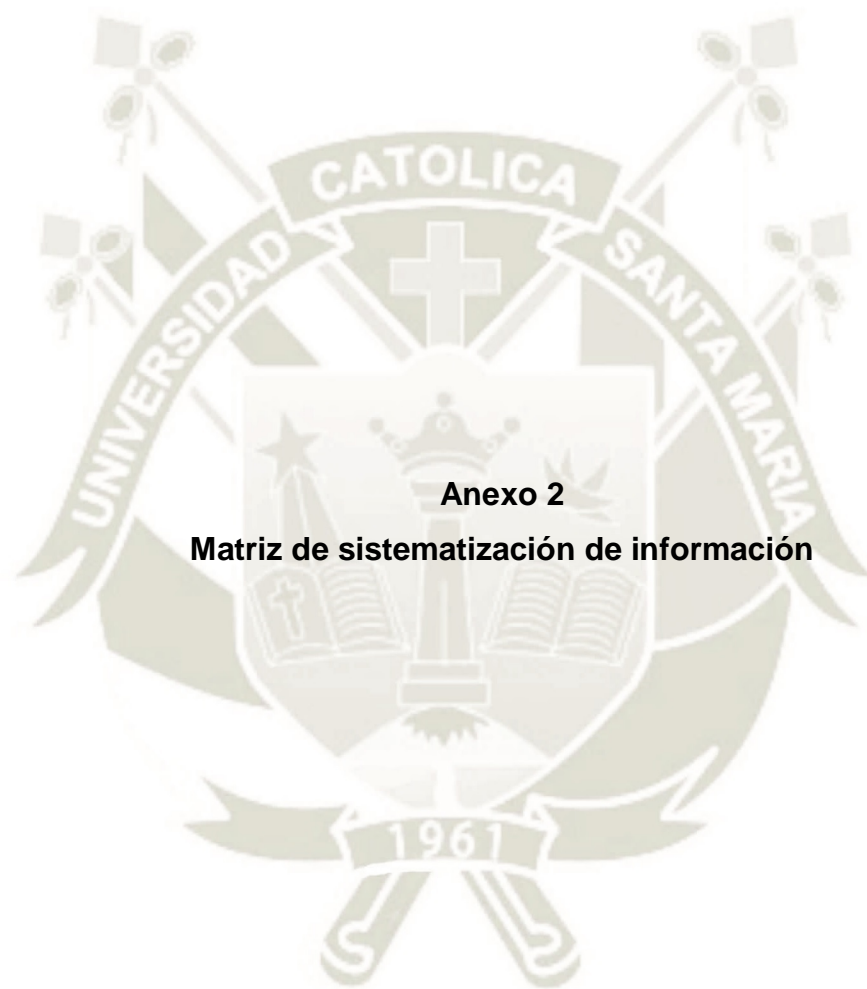 CATOLICA
UNIVERSIDAD
SANTA MARIA
Anexo 2
Matriz de sistematización de información
1961